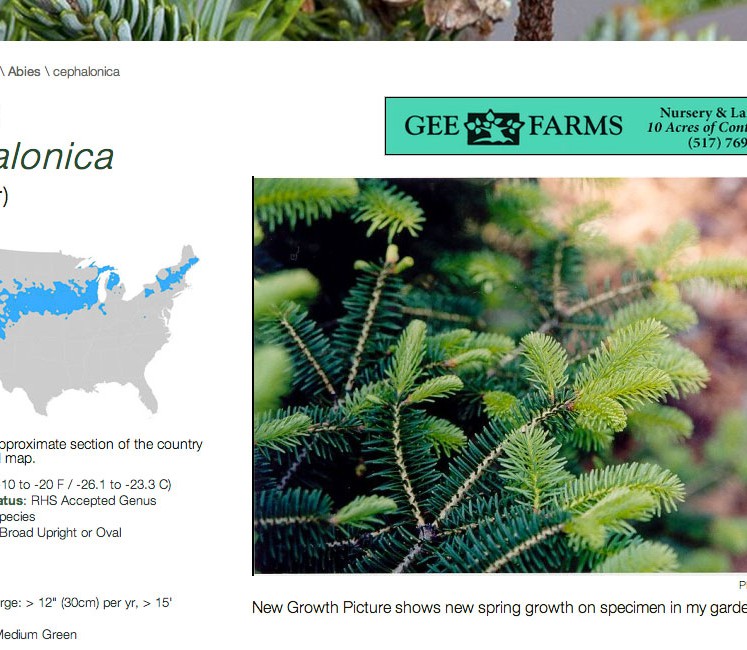 \ Abies \ cephalonica
GEE FARMS
Nursery & La
10 Acres of Cont
(517) 769
alonica
r)
pproximate section of the country
l map.
10 to -20 F / -26.1 to -23.3 C)
atus: RHS Accepted Genus
pecies
Broad Upright or Oval
rge: > 12" (30cm) per yr, > 15'
Medium Green
P
New Growth Picture shows new spring growth on specimen in my garde